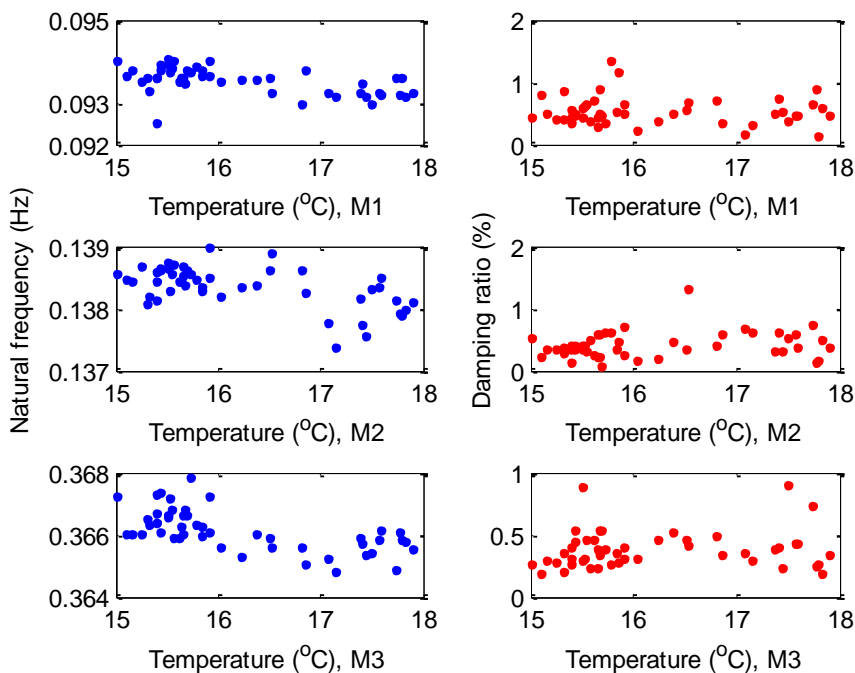 Natural frequency (Hz)
0.095
0.093
0.092
15 16 17 18
Temperature (°C), M1
0.139
0.138
0.137
15 16 17 18
Temperature (°C), M2
0.368
0.366
0.364
15 16 17 18
Temperature (°C), M3
Damping ratio (%)
2
1
0
15 16 17 18
Temperature (°C), M1
2
1
0
15 16 17 18
Temperature (°C), M2
1
0.5
0
15 16 17 18
Temperature (°C), M3